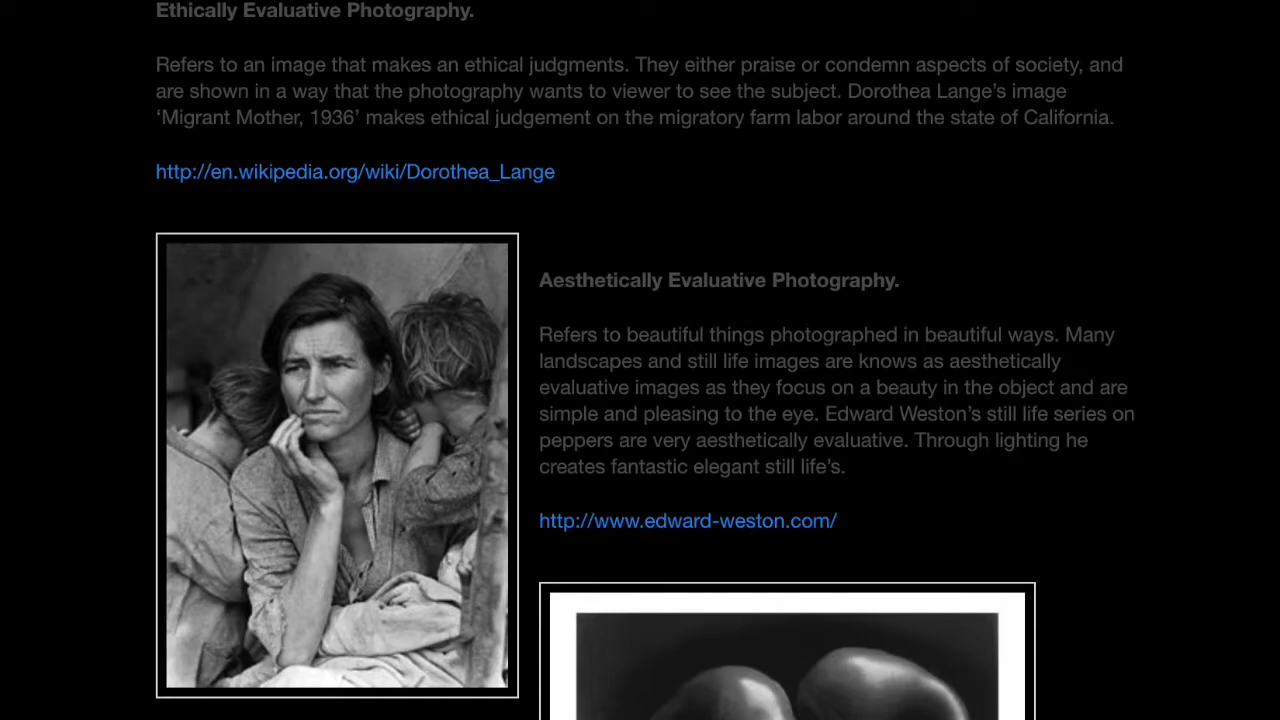 Ethically Evaluative Photography.
Refers to an image that makes an ethical judgments. They either praise or condemn aspects of society, and
are shown in a way that the photography wants to viewer to see the subject. Dorothea Lange’s image
‘Migrant Mother, 1936’ makes ethical judgement on the migratory farm labor around the state of California.
http://en.wikipedia.org/wiki/Dorothea_Lange
Aesthetically Evaluative Photography.
Refers to beautiful things photographed in beautiful ways. Many
landscapes and still life images are knows as aesthetically
evaluative images as they focus on a beauty in the object and are
simple and pleasing to the eye. Edward Weston’s still life series on
peppers are very aesthetically evaluative. Through lighting he
creates fantastic elegant still life’s.
http://www.edward-weston.com/